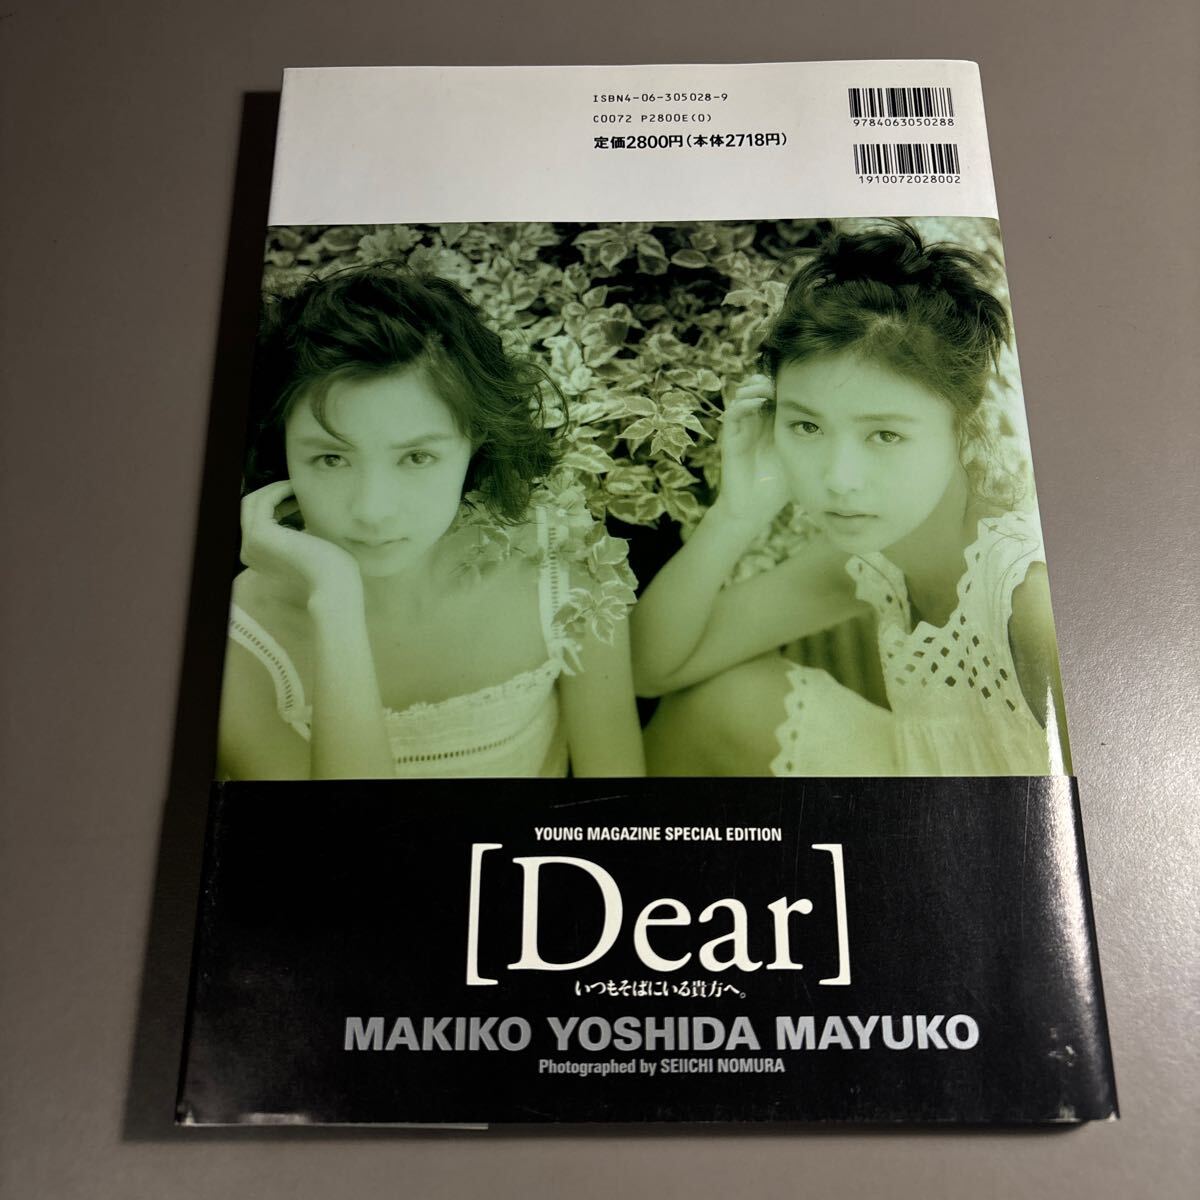 ISBN4-06-305028-9
C0072 P2800E(0)
定価2800円(本体2718円)
9784063050288
1910072028002
YOUNG MAGAZINE SPECIAL EDITION
[Dear]
いつもそばにいる貴方へ。
MAKIKO YOSHIDA MAYUKO
Photographed by SEIICHI NOMURA